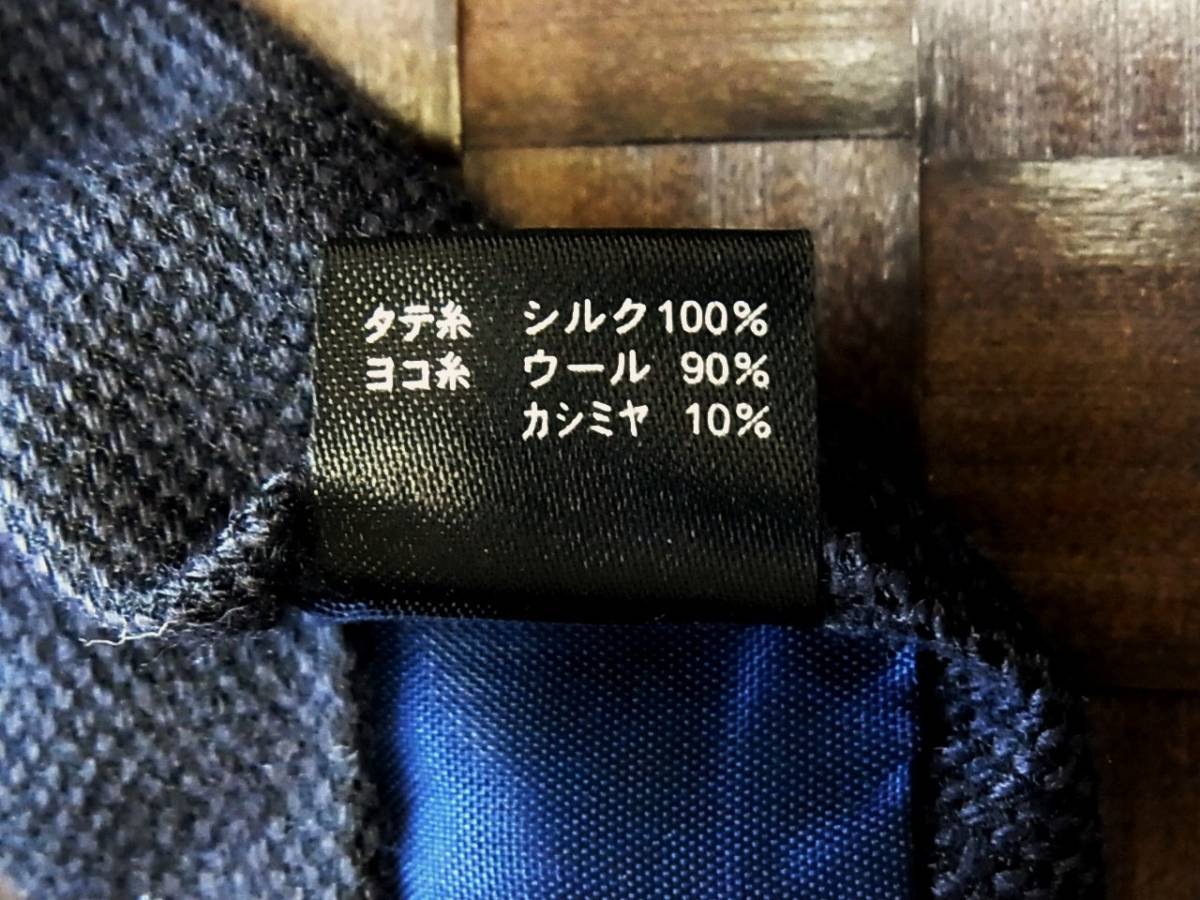 タテ糸 シルク100%
ヨコ糸 ウール 90%
カシミヤ 10%